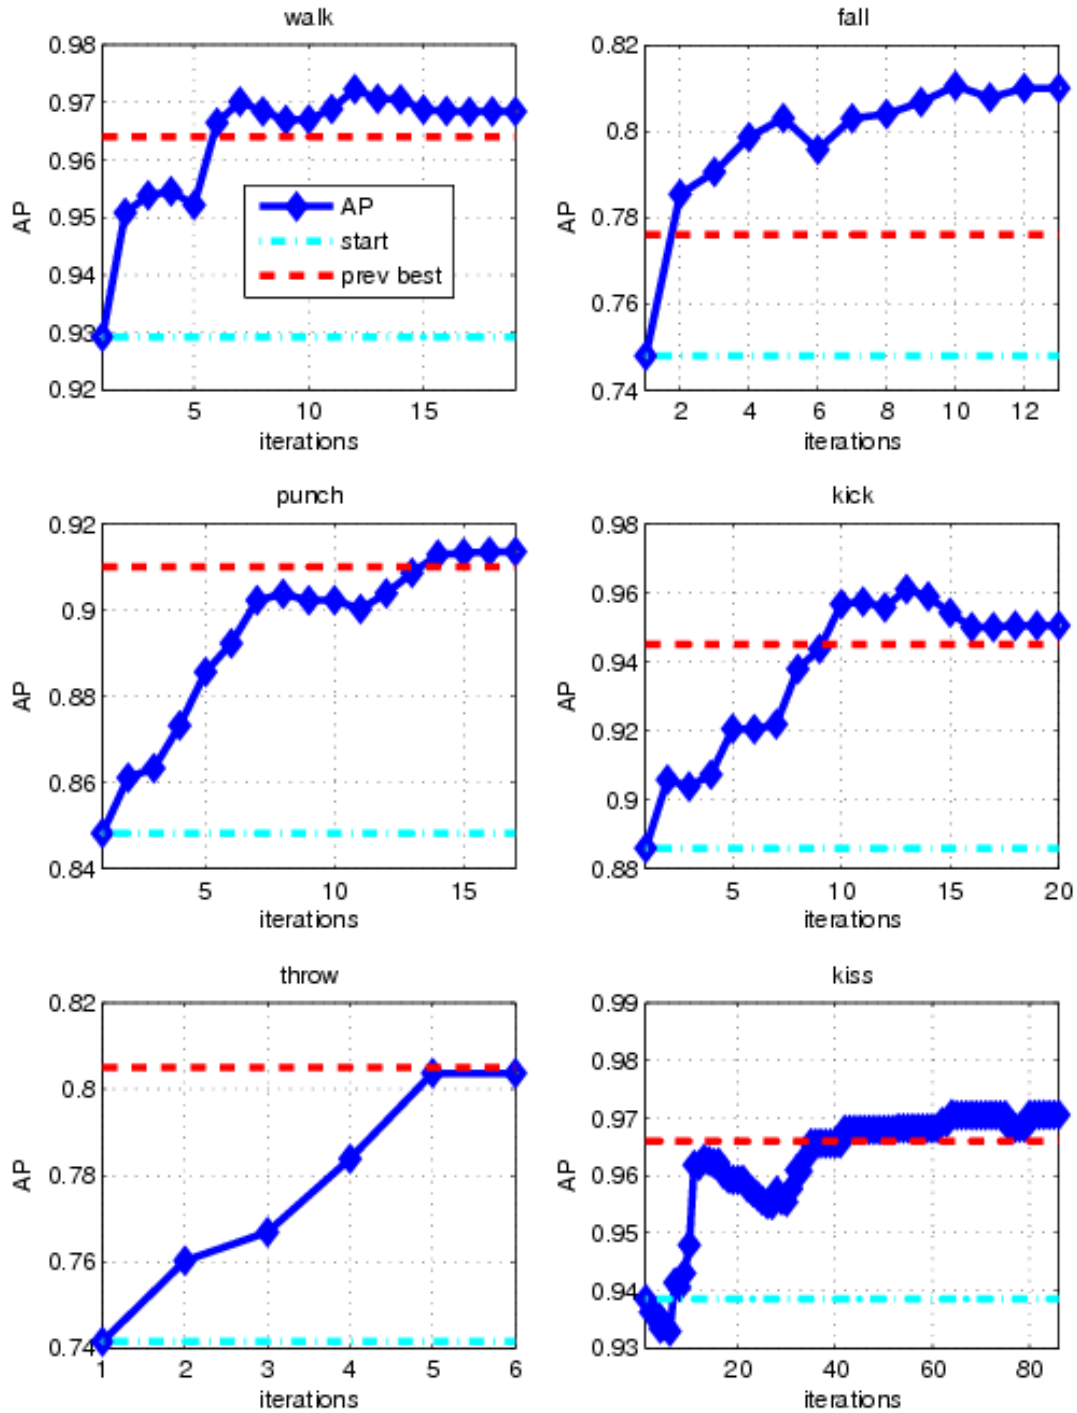 walk
0.98
0.97
0.96
0.95
0.94
0.93
0.92
AP
5
10
15
iterations
AP
start
prev best
fall
0.82
0.8
0.78
0.76
0.74
AP
2
4
6
8
10
12
iterations
punch
0.92
0.9
0.88
0.86
0.84
AP
5
10
15
iterations
kick
0.98
0.96
0.94
0.92
0.9
0.88
AP
5
10
15
20
iterations
throw
0.82
0.8
0.78
0.76
0.74
AP
1
2
3
4
5
6
iterations
kiss
0.99
0.98
0.97
0.96
0.95
0.94
0.93
AP
20
40
60
80
iterations